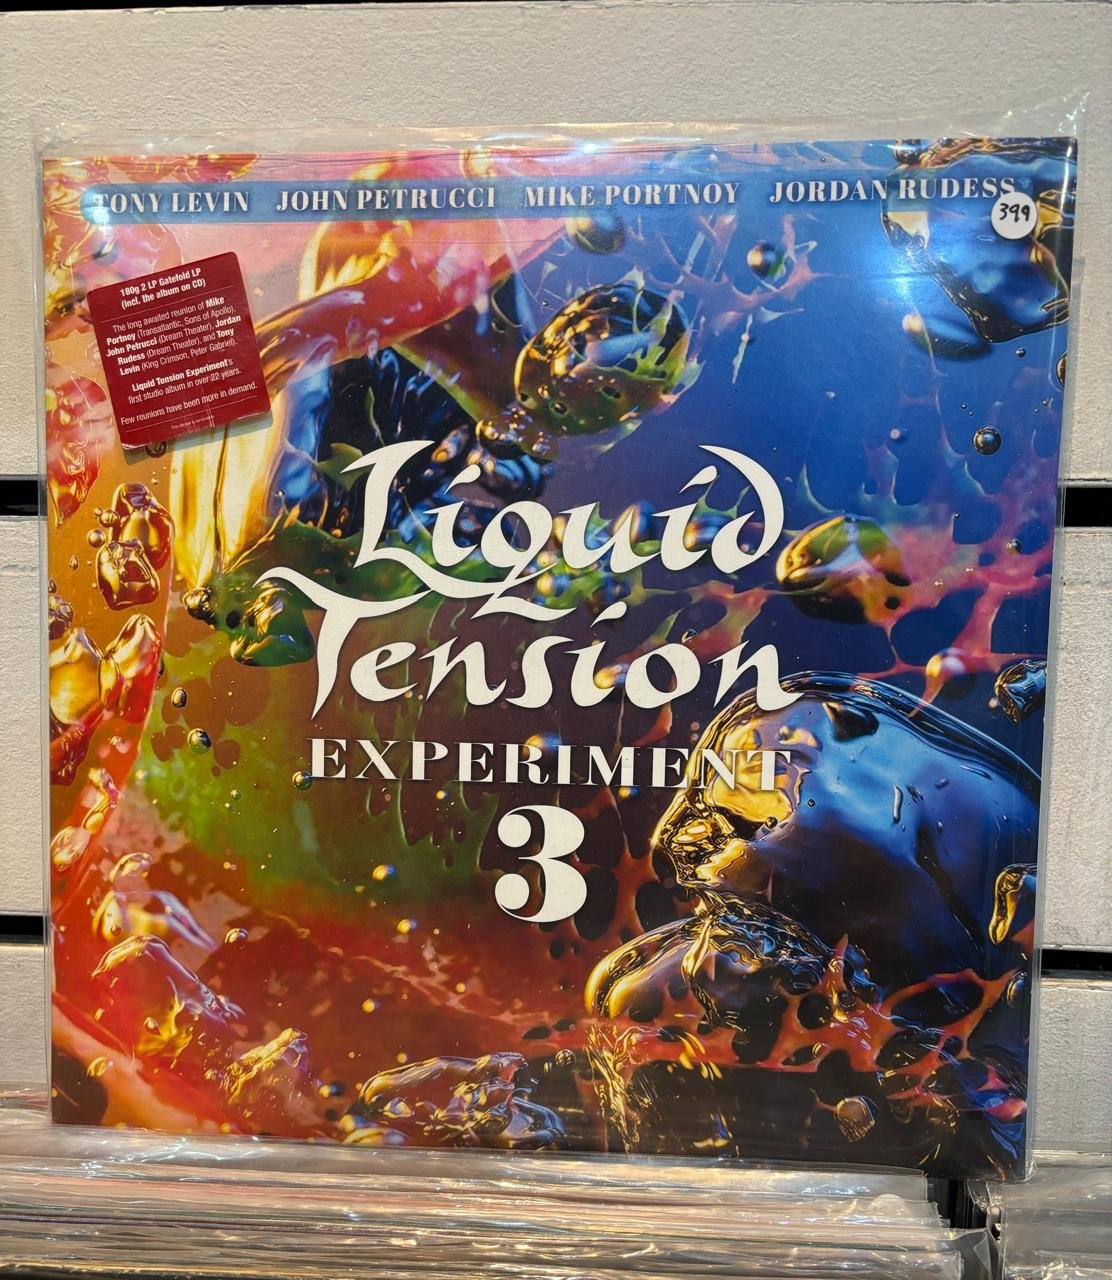 TONY LEVIN JOHN PETRUCCI MIKE PORTNOY JORDAN RUDESS
399
180g 2 LP Gatefold LP
(incl. the album on CD)
The long awaited reunion of Mike
Portnoy (Transatlantic, Sons of Apollo),
John Petrucci (Dream Theater), Jordan
Rudess (Dream Theater), and Tony
Levin (King Crimson, Peter Gabriel).
Liquid Tension Experiment's
first studio album in over 22 years.
Few reunions have been more in demand.
Liquid
Tension
EXPERIMENT
3